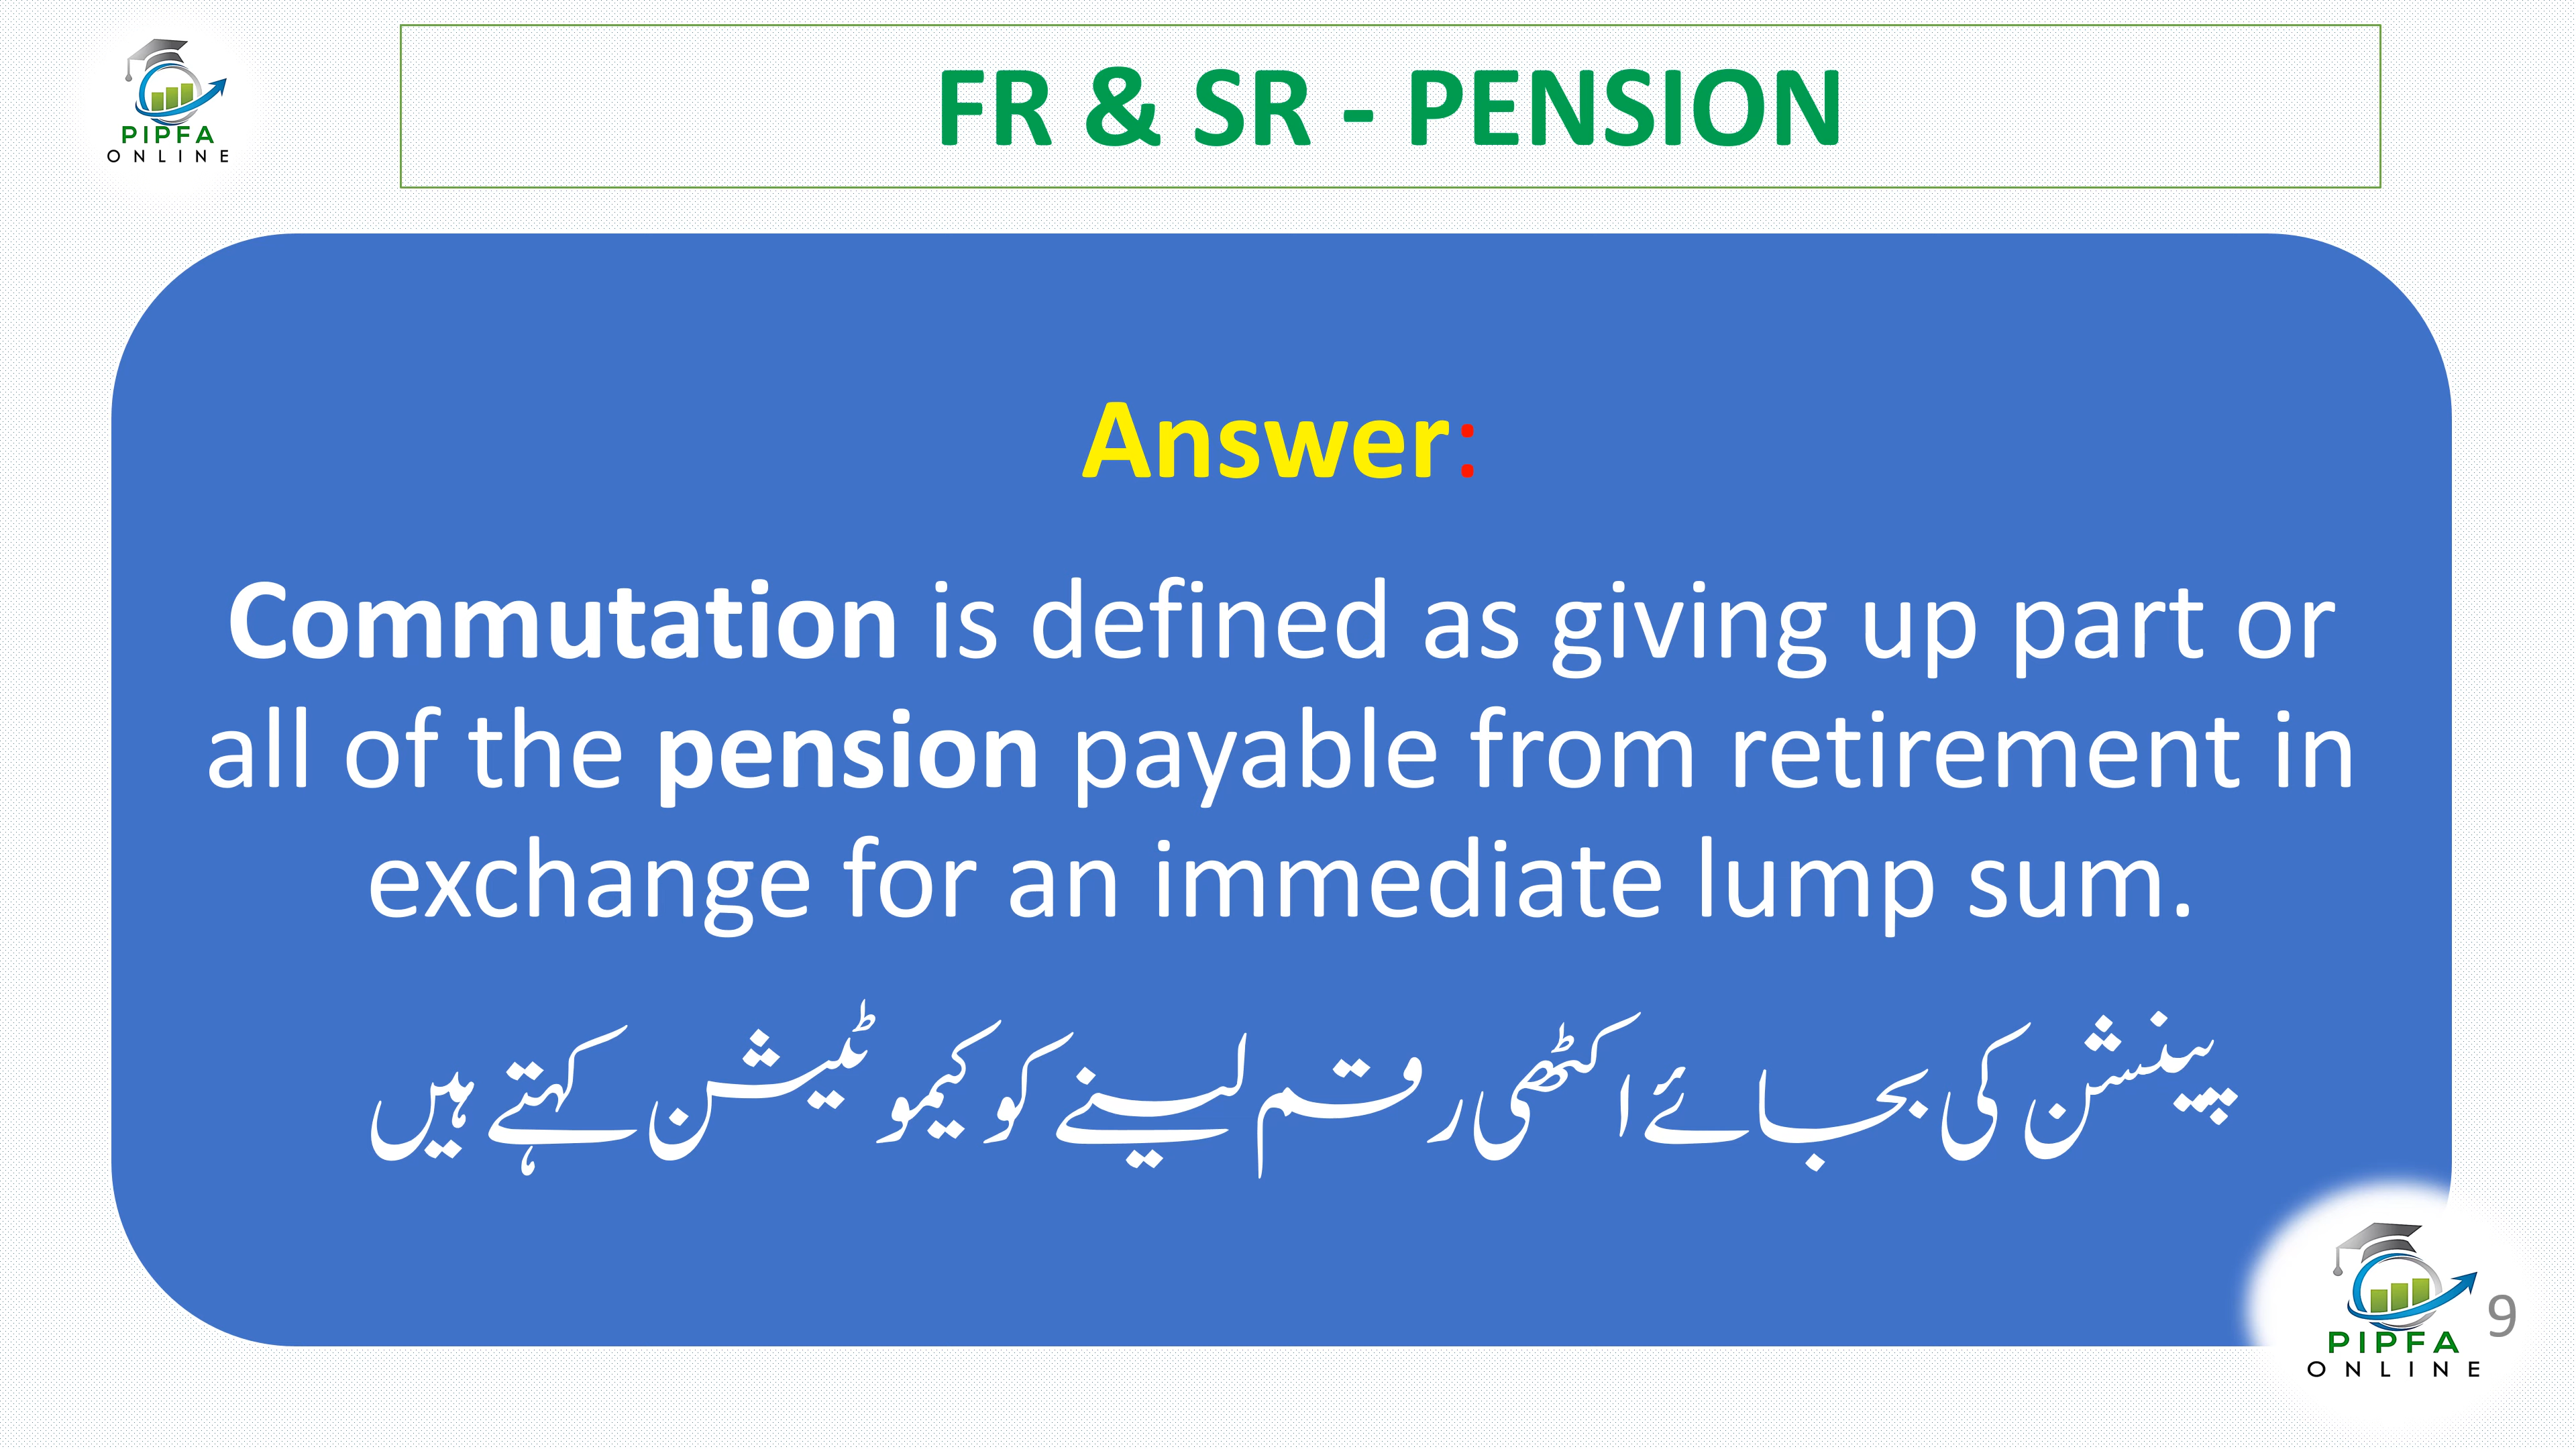 PIPFA
ONLINE
FR & SR - PENSION
Answer:
Commutation is defined as giving up part or
all of the pension payable from retirement in
exchange for an immediate lump sum.
پینشن کی بجائے اکٹھی رقم لینے کو کیموٹیشن کہتے ہیں
PIPFA
ONLINE
9